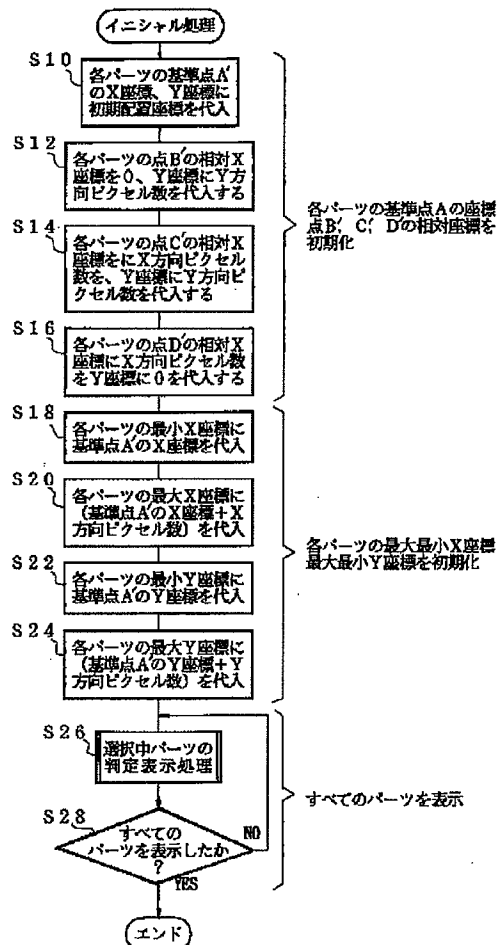 イニシャル処理
S10
各パーツの基準点A'
のX座標、Y座標に
初期配置座標を代入
S12
各パーツの点B'の相対X
座標を0、Y座標にY方
向ピクセル数を代入する
S14
各パーツの点C'の相対X
座標をにX方向ピクセル
数を、Y座標にY方向ピ
クセル数を代入する
S16
各パーツの点D'の相対X
座標にX方向ピクセル数
をY座標に0を代入する
各パーツの基準点Aの座標
点B', C', D'の相対座標を
初期化
S18
各パーツの最小X座標に
基準点A'のX座標を代入
S20
各パーツの最大X座標に
(基準点A'のX座標+X
方向ピクセル数)を代入
S22
各パーツの最小Y座標に
基準点A'のY座標を代入
S24
各パーツの最大Y座標に
(基準点A'のY座標+Y
方向ピクセル数)を代入
各パーツの最大最小X座標
最大最小Y座標を初期化
S26
選択中パーツの
判定表示処理
S28
すべての
パーツを表示したか
?
NO
YES
すべてのパーツを表示
エンド